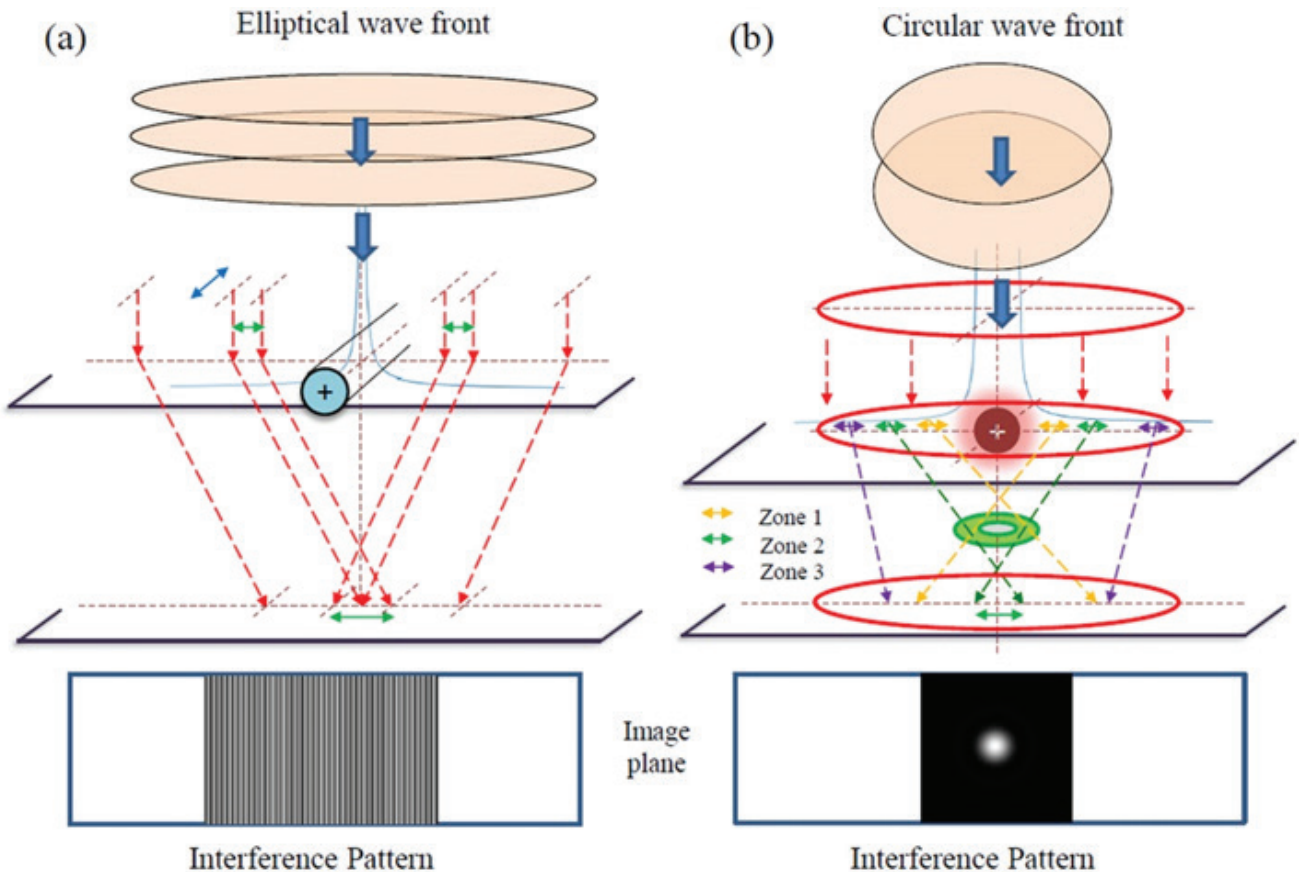 (a)
Elliptical wave front
+
Interference Pattern
(b)
Circular wave front
+
Zone 1
Zone 2
Zone 3
Image
plane
Interference Pattern